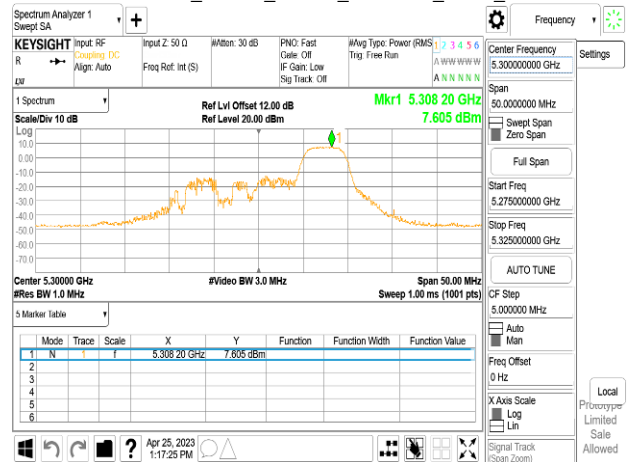 Spectrum Analyzer 1
Swept SA
Frequency
KEYSIGHT
R
Input: RF
Coupling: DC
Align: Auto
Input Z: 50 Ω
Freq Ref: Int (S)
#Atten: 30 dB
PNO: Fast
Gate: Off
IF Gain: Low
Sig Track: Off
#Avg Type: Power (RMS
Trig: Free Run
1 2 3 4 5 6
A W W W W W
A N N N N N
Center Frequency
5.300000000 GHz
Settings
Span
50.0000000 MHz
Swept Span
Zero Span
Full Span
Start Freq
5.275000000 GHz
Stop Freq
5.325000000 GHz
AUTO TUNE
CF Step
5.000000 MHz
Auto
Man
Freq Offset
0 Hz
X Axis Scale
Log
Lin
Signal Track
(Span Zoom)
Local
Prototype
Limited
Sale
Allowed
1 Spectrum
Scale/Div 10 dB
Ref Lvl Offset 12.00 dB
Ref Level 20.00 dBm
Mkr1 5.308 20 GHz
7.605 dBm
Log
10.0
0.00
-10.0
-20.0
-30.0
-40.0
-50.0
-60.0
-70.0
1
Center 5.30000 GHz
#Res BW 1.0 MHz
#Video BW 3.0 MHz
Span 50.00 MHz
Sweep 1.00 ms (1001 pts)
5 Marker Table
Mode Trace Scale X Y Function Function Width Function Value
1 N 1 f 5.308 20 GHz 7.605 dBm
2
3
4
5
6
?
Apr 25, 2023
1:17:25 PM